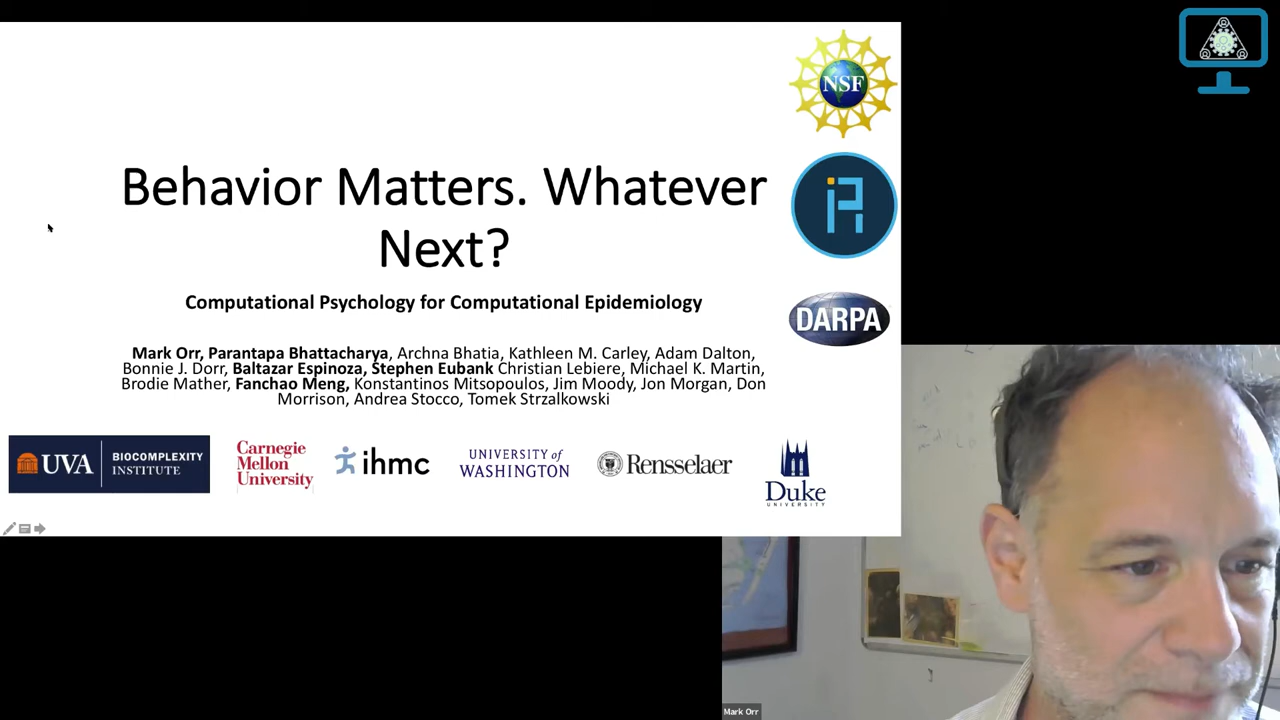 NSF
Behavior Matters. Whatever
Next?
Computational Psychology for Computational Epidemiology
DARPA
Mark Orr, Parantapa Bhattacharya, Archna Bhatia, Kathleen M. Carley, Adam Dalton,
Bonnie J. Dorr, Baltazar Espinoza, Stephen Eubank Christian Lebiere, Michael K. Martin,
Brodie Mather, Fanchao Meng, Konstantinos Mitsopoulos, Jim Moody, Jon Morgan, Don
Morrison, Andrea Stocco, Tomek Strzalkowski
UVA BIOCOMPLEXITY
INSTITUTE
Carnegie
Mellon
University
ihmc
UNIVERSITY of
WASHINGTON
Rensselaer
Duke
UNIVERSITY
Mark Orr